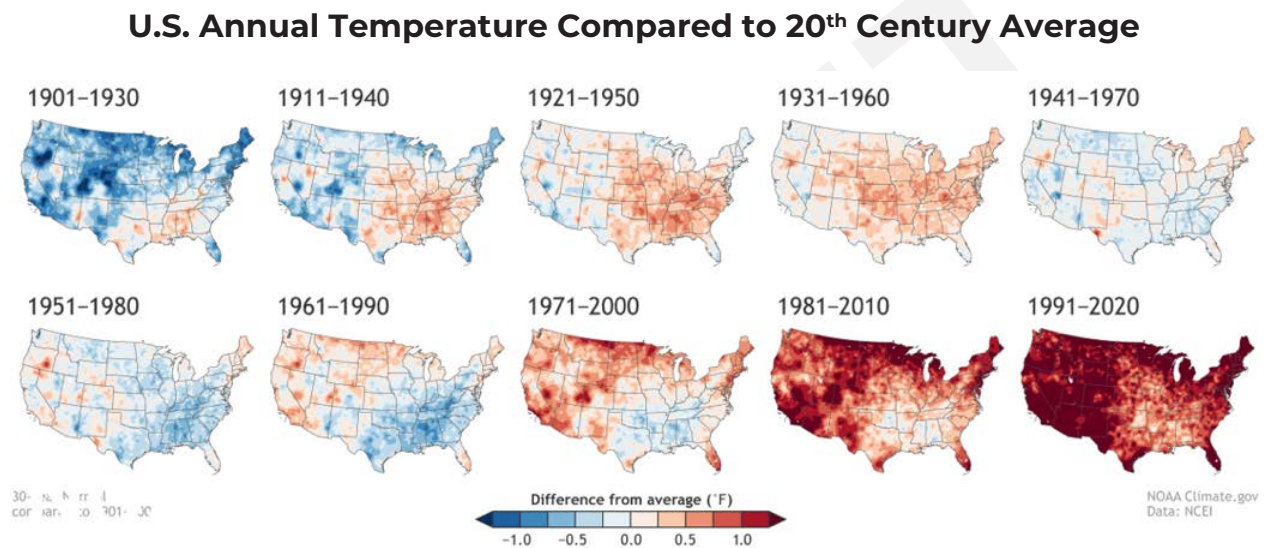 U.S. Annual Temperature Compared to 20th Century Average
1901–1930
1911–1940
1921–1950
1931–1960
1941–1970
1951–1980
1961–1990
1971–2000
1981–2010
1991–2020
30-
Difference from average (°F)
-1.0 -0.5 0.0 0.5 1.0
NOAA Climate.gov
Data: NCEI